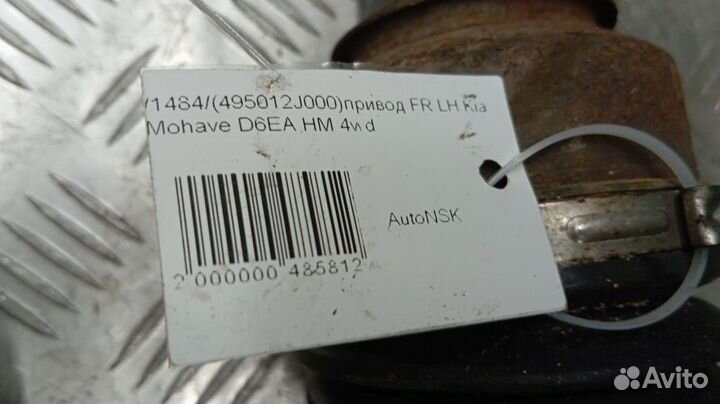 /1484/(495012J000)привод FR LH Kia
Mohave D6EA HM 4wd
AutoNSK
2 000000 485812
Avito